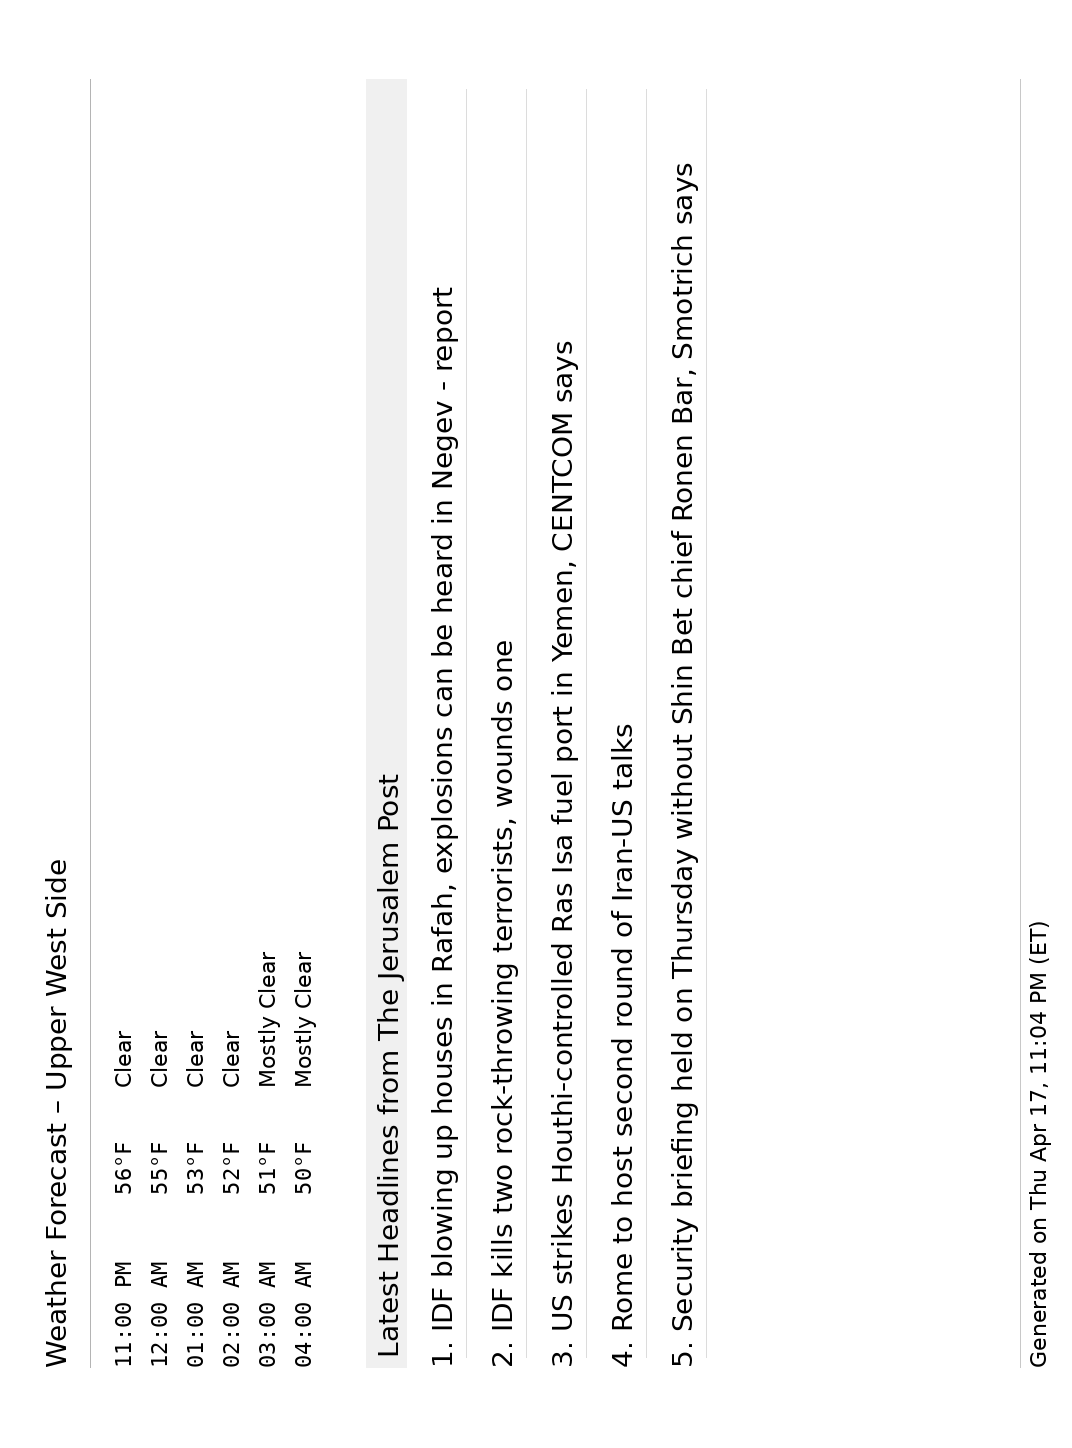 Weather Forecast – Upper West Side
11:00 PM 56°F Clear
12:00 AM 55°F Clear
01:00 AM 53°F Clear
02:00 AM 52°F Clear
03:00 AM 51°F Mostly Clear
04:00 AM 50°F Mostly Clear
Latest Headlines from The Jerusalem Post
1. IDF blowing up houses in Rafah, explosions can be heard in Negev - report
2. IDF kills two rock-throwing terrorists, wounds one
3. US strikes Houthi-controlled Ras Isa fuel port in Yemen, CENTCOM says
4. Rome to host second round of Iran-US talks
5. Security briefing held on Thursday without Shin Bet chief Ronen Bar, Smotrich says
Generated on Thu Apr 17, 11:04 PM (ET)